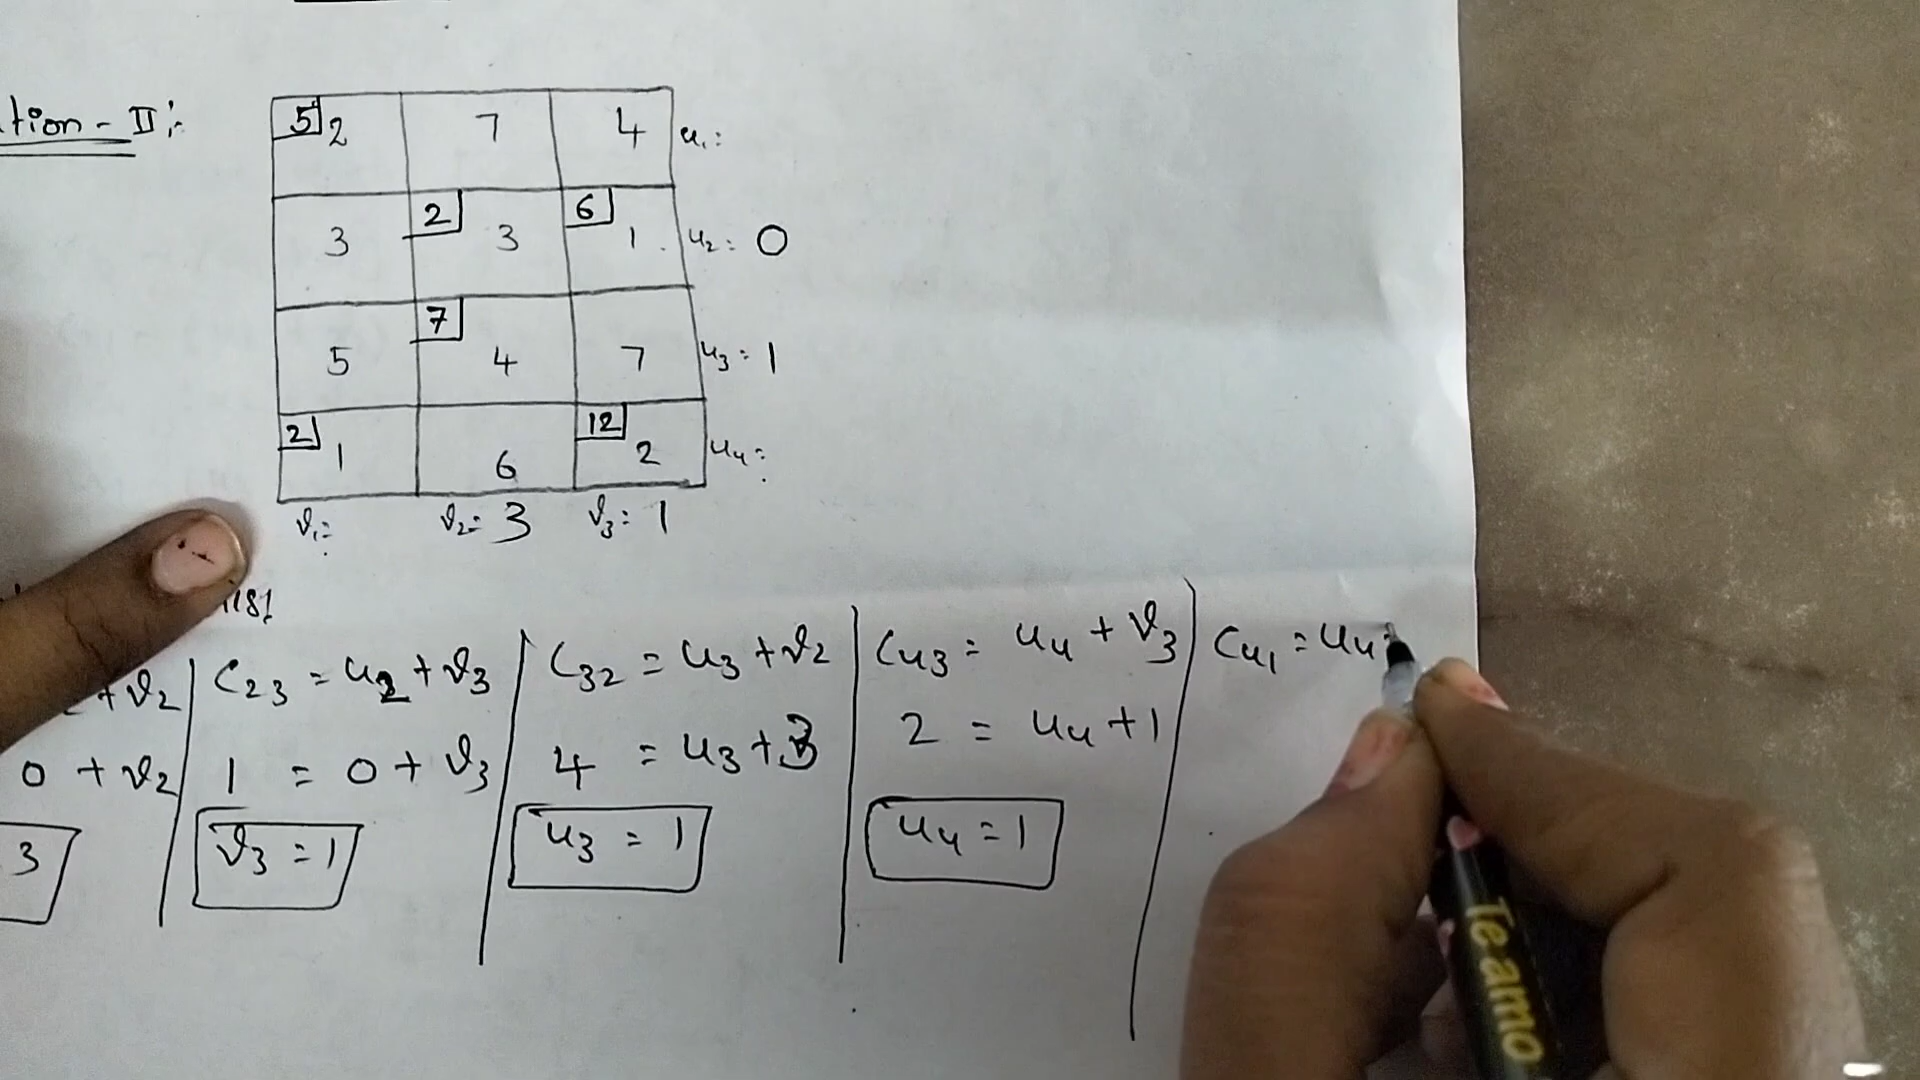 tion - II :-
5 2 7 4 u₁ =
3 2 3 6 1 u₂ = 0
5 7 4 7 u₃ = 1
2 1 6 12 2 u₄ =
v₁ = v₂ = 3 v₃ = 1
+ v₂ | C₂₃ = u₂ + v₃ | C₃₂ = u₃ + v₂ | C₄₃ = u₄ + v₃ | C₄₁ = u₄
0 + v₂ | 1 = 0 + v₃ | 4 = u₃ + 3 | 2 = u₄ + 1
3 v₃ = 1 u₃ = 1 u₄ = 1
Te amo